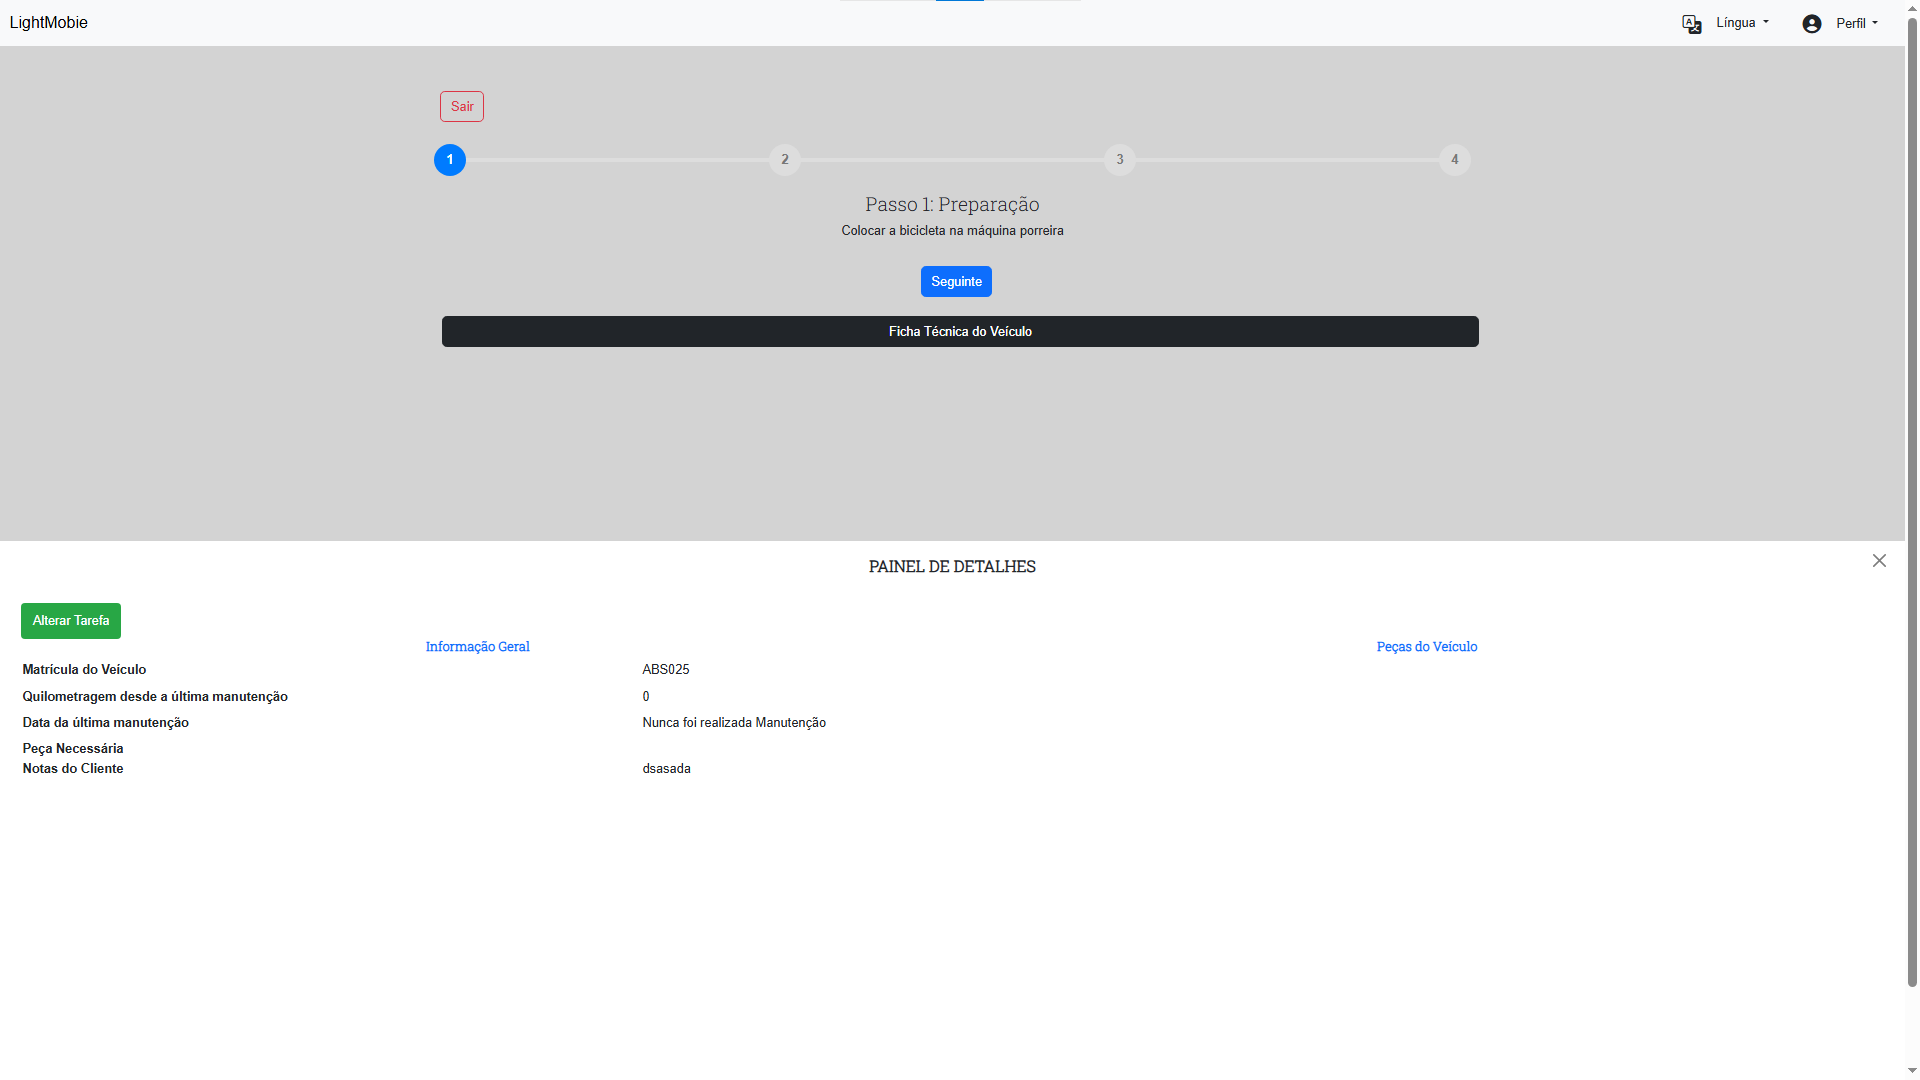 LightMobie
Língua
Perfil
Sair
1 2 3 4
Passo 1: Preparação
Colocar a bicicleta na máquina porreira
Seguinte
Ficha Técnica do Veículo
PAINEL DE DETALHES
Alterar Tarefa
Informação Geral Peças do Veículo
Matrícula do Veículo ABS025
Quilometragem desde a última manutenção 0
Data da última manutenção Nunca foi realizada Manutenção
Peça Necessária
Notas do Cliente dsasada